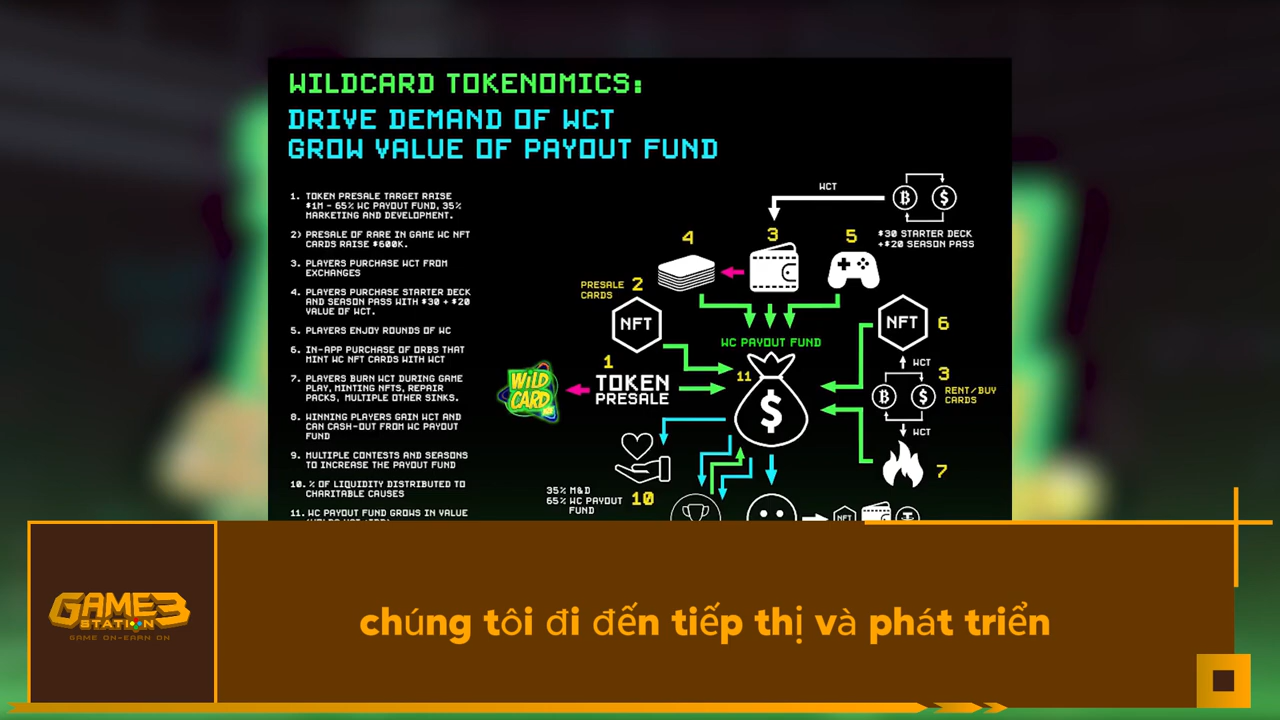 WILDCARD TOKENOMICS:
DRIVE DEMAND OF WCT
GROW VALUE OF PAYOUT FUND
1. TOKEN PRESALE TARGET RAISE
$1M - 65% WC PAYOUT FUND, 35%
MARKETING AND DEVELOPMENT.
2) PRESALE OF RARE IN GAME WC NFT
CARDS RAISE $600K.
3. PLAYERS PURCHASE WCT FROM
EXCHANGES
4. PLAYERS PURCHASE STARTER DECK
AND SEASON PASS WITH $30 + $20
VALUE OF WCT.
5. PLAYERS ENJOY ROUNDS OF WC
6. IN-APP PURCHASE OF ORBS THAT
MINT WC NFT CARDS WITH WCT
7. PLAYERS BURN WCT DURING GAME
PLAY, MINTING NFTS, REPAIR
PACKS, MULTIPLE OTHER SINKS.
8. WINNING PLAYERS GAIN WCT AND
CAN CASH-OUT FROM WC PAYOUT
FUND
9. MULTIPLE CONTESTS AND SEASONS
TO INCREASE THE PAYOUT FUND
10. % OF LIQUIDITY DISTRIBUTED TO
CHARITABLE CAUSES
11. WC PAYOUT FUND GROWS IN VALUE
WCT
$30 STARTER DECK
+$20 SEASON PASS
4
3
5
PRESALE
CARDS
2
NFT
NFT
6
WC PAYOUT FUND
1
TOKEN
PRESALE
WILD
CARD
11
$
WCT
3
RENT/BUY
CARDS
WCT
7
35% M&D
65% WC PAYOUT
FUND
10
NFT
GAME3
STATION
GAME ON-EARN ON
chúng tôi đi đến tiếp thị và phát triển